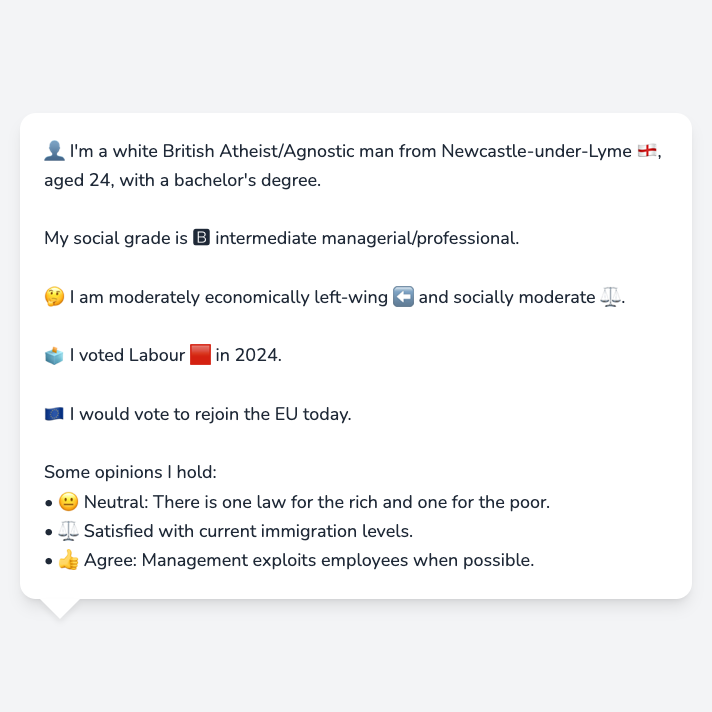 👤 I'm a white British Atheist/Agnostic man from Newcastle-under-Lyme 🏴󠁧󠁢󠁥󠁮󠁧󠁿,
aged 24, with a bachelor's degree.
My social grade is 🅱 intermediate managerial/professional.
🤔 I am moderately economically left-wing ⬅️ and socially moderate ⚖️.
🗳️ I voted Labour 🟥 in 2024.
🇪🇺 I would vote to rejoin the EU today.
Some opinions I hold:
• 😐 Neutral: There is one law for the rich and one for the poor.
• ⚖️ Satisfied with current immigration levels.
• 👍 Agree: Management exploits employees when possible.